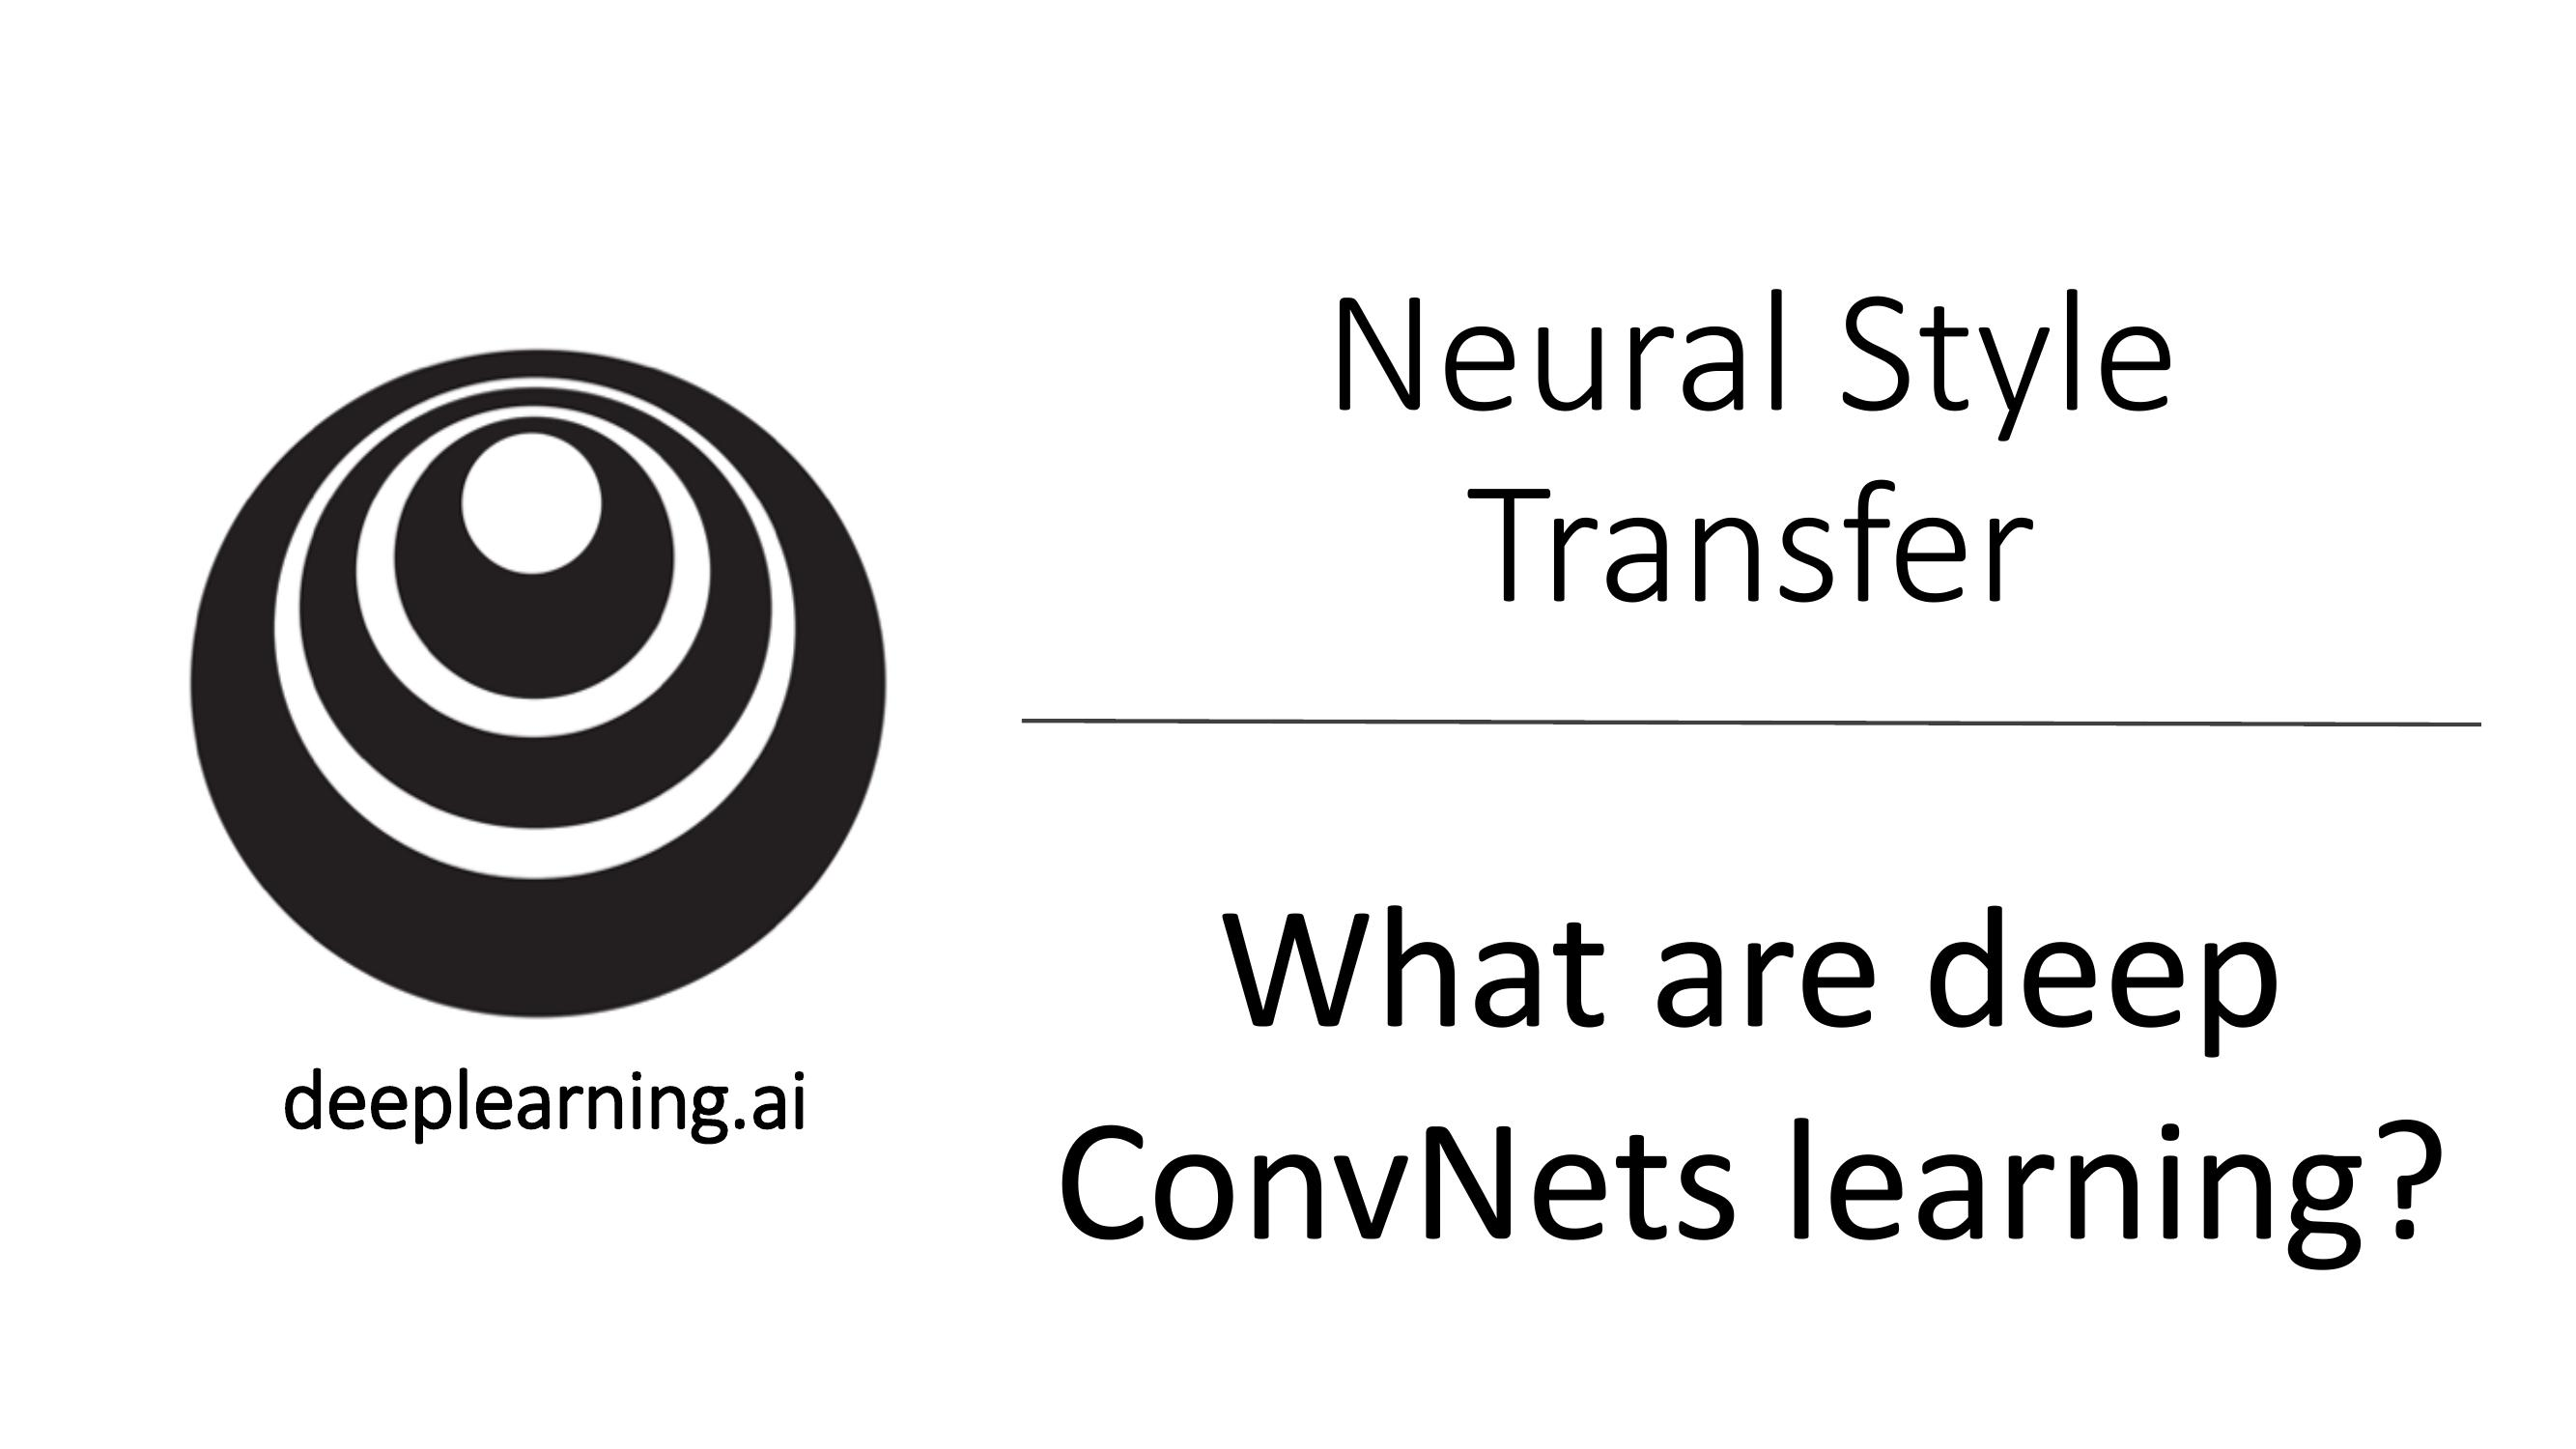 Neural Style
Transfer
deeplearning.ai
What are deep
ConvNets learning?